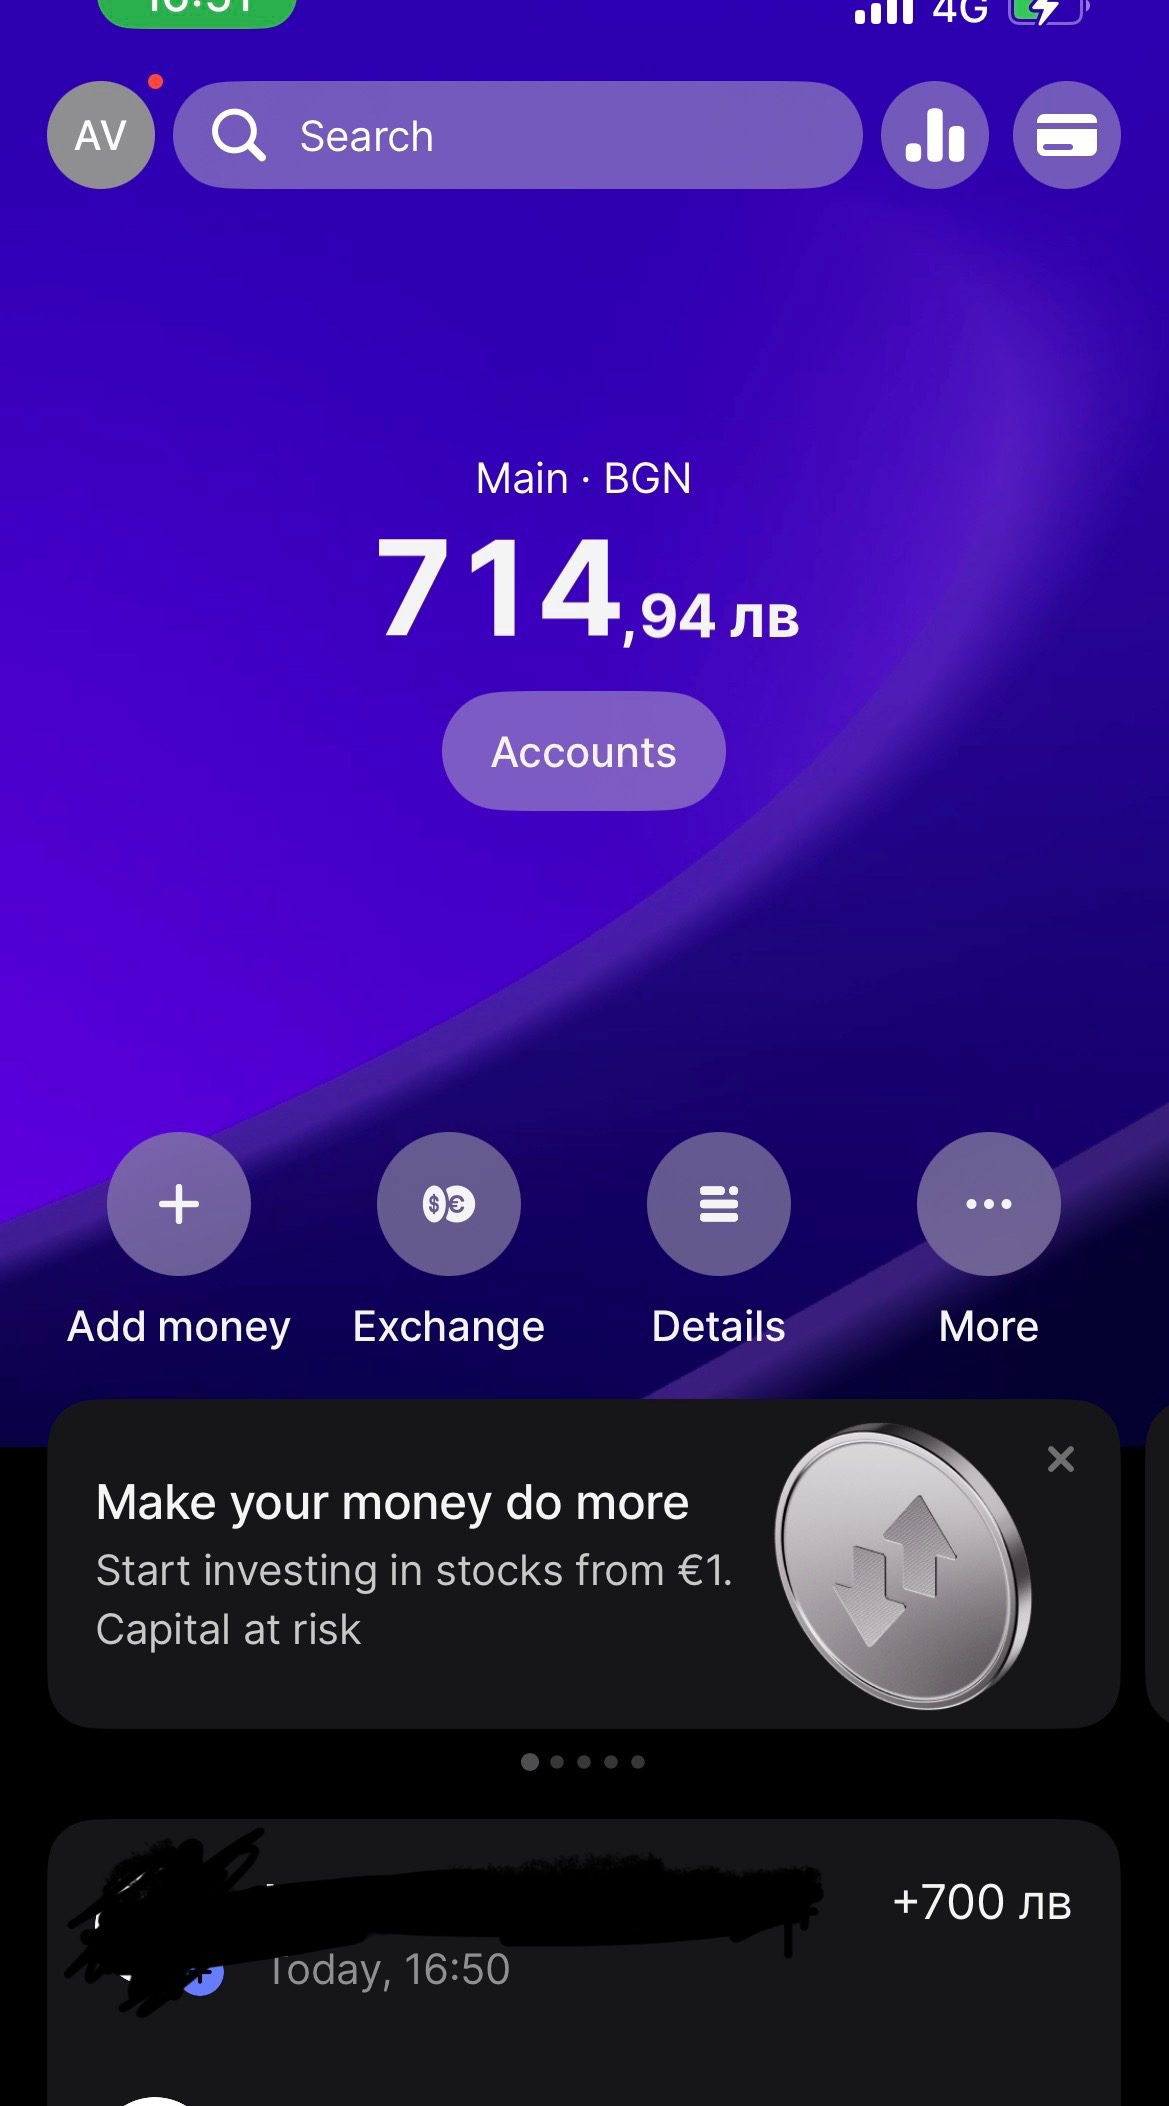 16:51
4G
AV
Search
Main · BGN
714,94 лв
Accounts
Add money
Exchange
Details
More
Make your money do more
Start investing in stocks from €1.
Capital at risk
+700 лв
Today, 16:50